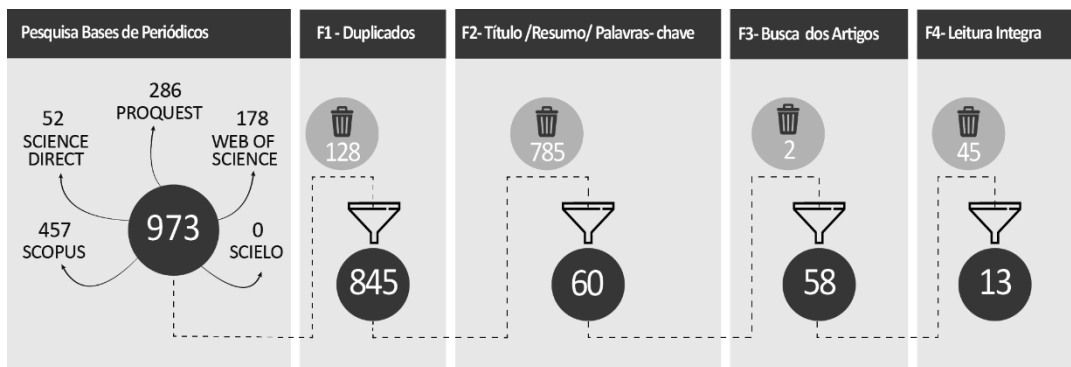 Pesquisa Bases de Periódicos
286
PROQUEST
52
SCIENCE
DIRECT
178
WEB OF
SCIENCE
973
457
SCOPUS
0
SCIELO
F1 - Duplicados
128
845
F2- Título /Resumo/ Palavras- chave
785
60
F3- Busca dos Artigos
2
58
F4- Leitura Integra
45
13